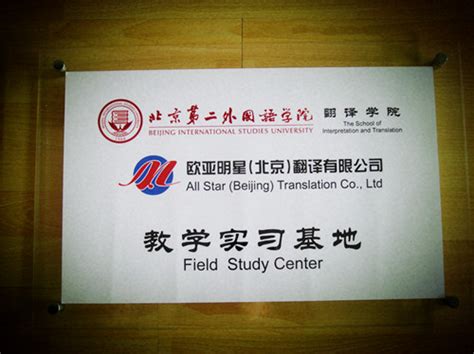 北京第二外国语学院 翻译学院
BEIJING INTERNATIONAL STUDIES UNIVERSITY The School of
Interpretation and Translation
欧亚明星(北京)翻译有限公司
All Star (Beijing) Translation Co., Ltd
教学实习基地
Field Study Center